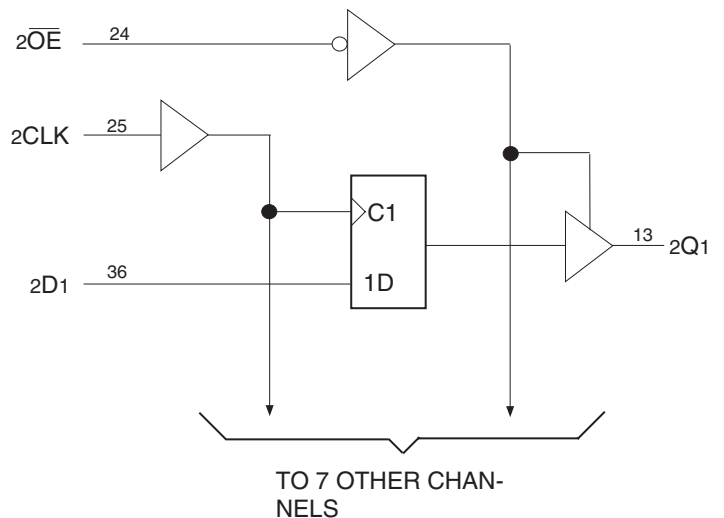 2OE 24
2CLK 25
C1
13 2Q1
2D1 36
1D
TO 7 OTHER CHAN-
NELS